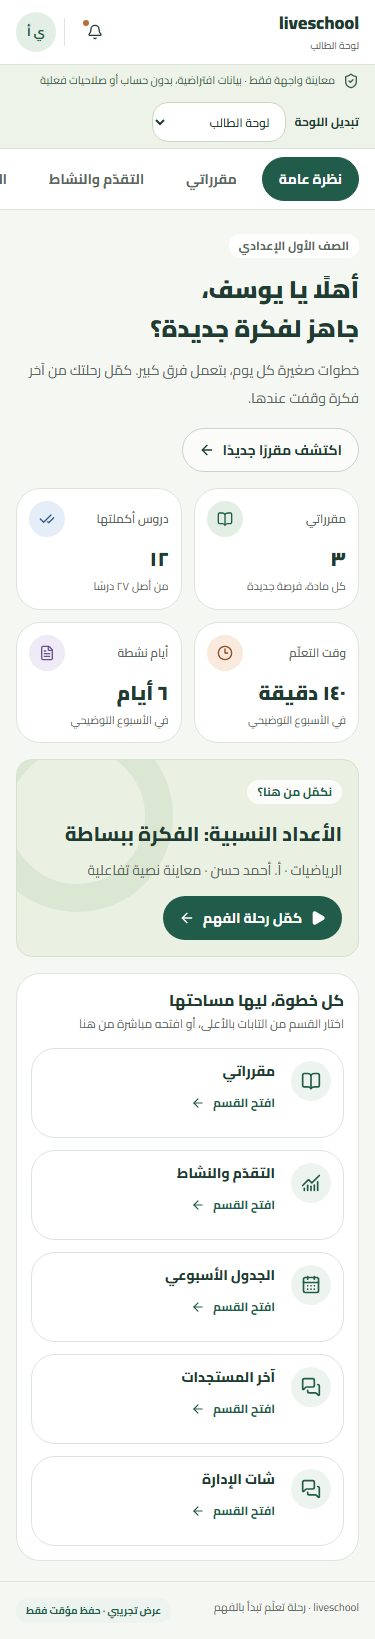 liveschool
لوحة الطالب
ي أ
معاينة واجهة فقط · بيانات افتراضية، بدون حساب أو صلاحيات فعلية
تبديل اللوحة
لوحة الطالب
نظرة عامة
مقرراتي
التقدّم والنشاط
الصف الأول الإعدادي
أهلًا يا يوسف،
جاهز لفكرة جديدة؟
خطوات صغيرة كل يوم، بتعمل فرق كبير. كمّل رحلتك من آخر
فكرة وقفت عندها.
اكتشف مقررًا جديدًا
مقرراتي
٣
كل مادة، فرصة جديدة
دروس أكملتها
١٢
من أصل ٢٧ درسًا
وقت التعلّم
١٤٠ دقيقة
في الأسبوع التوضيحي
أيام نشطة
٦ أيام
في الأسبوع التوضيحي
نكمّل من هنا؟
الأعداد النسبية: الفكرة ببساطة
الرياضيات · أ. أحمد حسن · معاينة نصية تفاعلية
كمّل رحلة الفهم
كل خطوة، ليها مساحتها
اختار القسم من التابات بالأعلى، أو افتحه مباشرة من هنا
مقرراتي
افتح القسم
التقدّم والنشاط
افتح القسم
الجدول الأسبوعي
افتح القسم
آخر المستجدات
افتح القسم
شات الإدارة
افتح القسم
liveschool · رحلة تعلّم تبدأ بالفهم
عرض تجريبي · حفظ مؤقت فقط